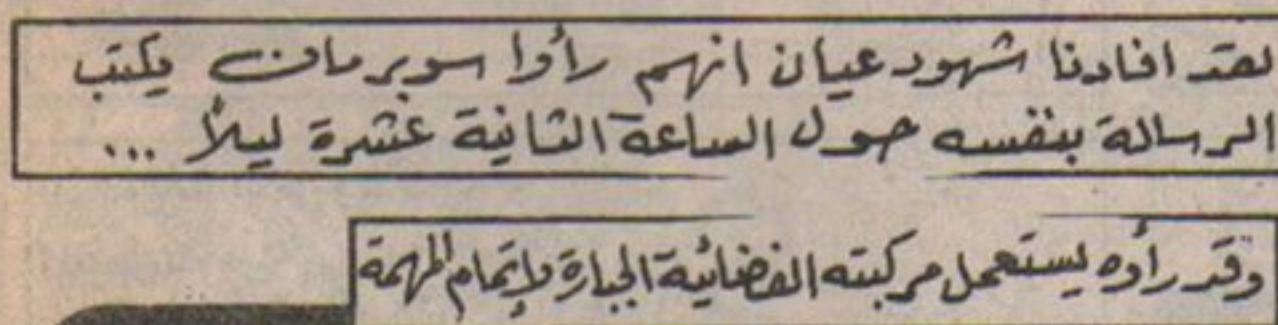 لقد افادنا شهود عيان انهم رأوا سوبرمان يكتب
الرسالة بنفسه حول الساعة الثانية عشرة ليلاً ...
وقد رأوه يستعمل مركبته الفضائية الجبارة لإتمام المهمة